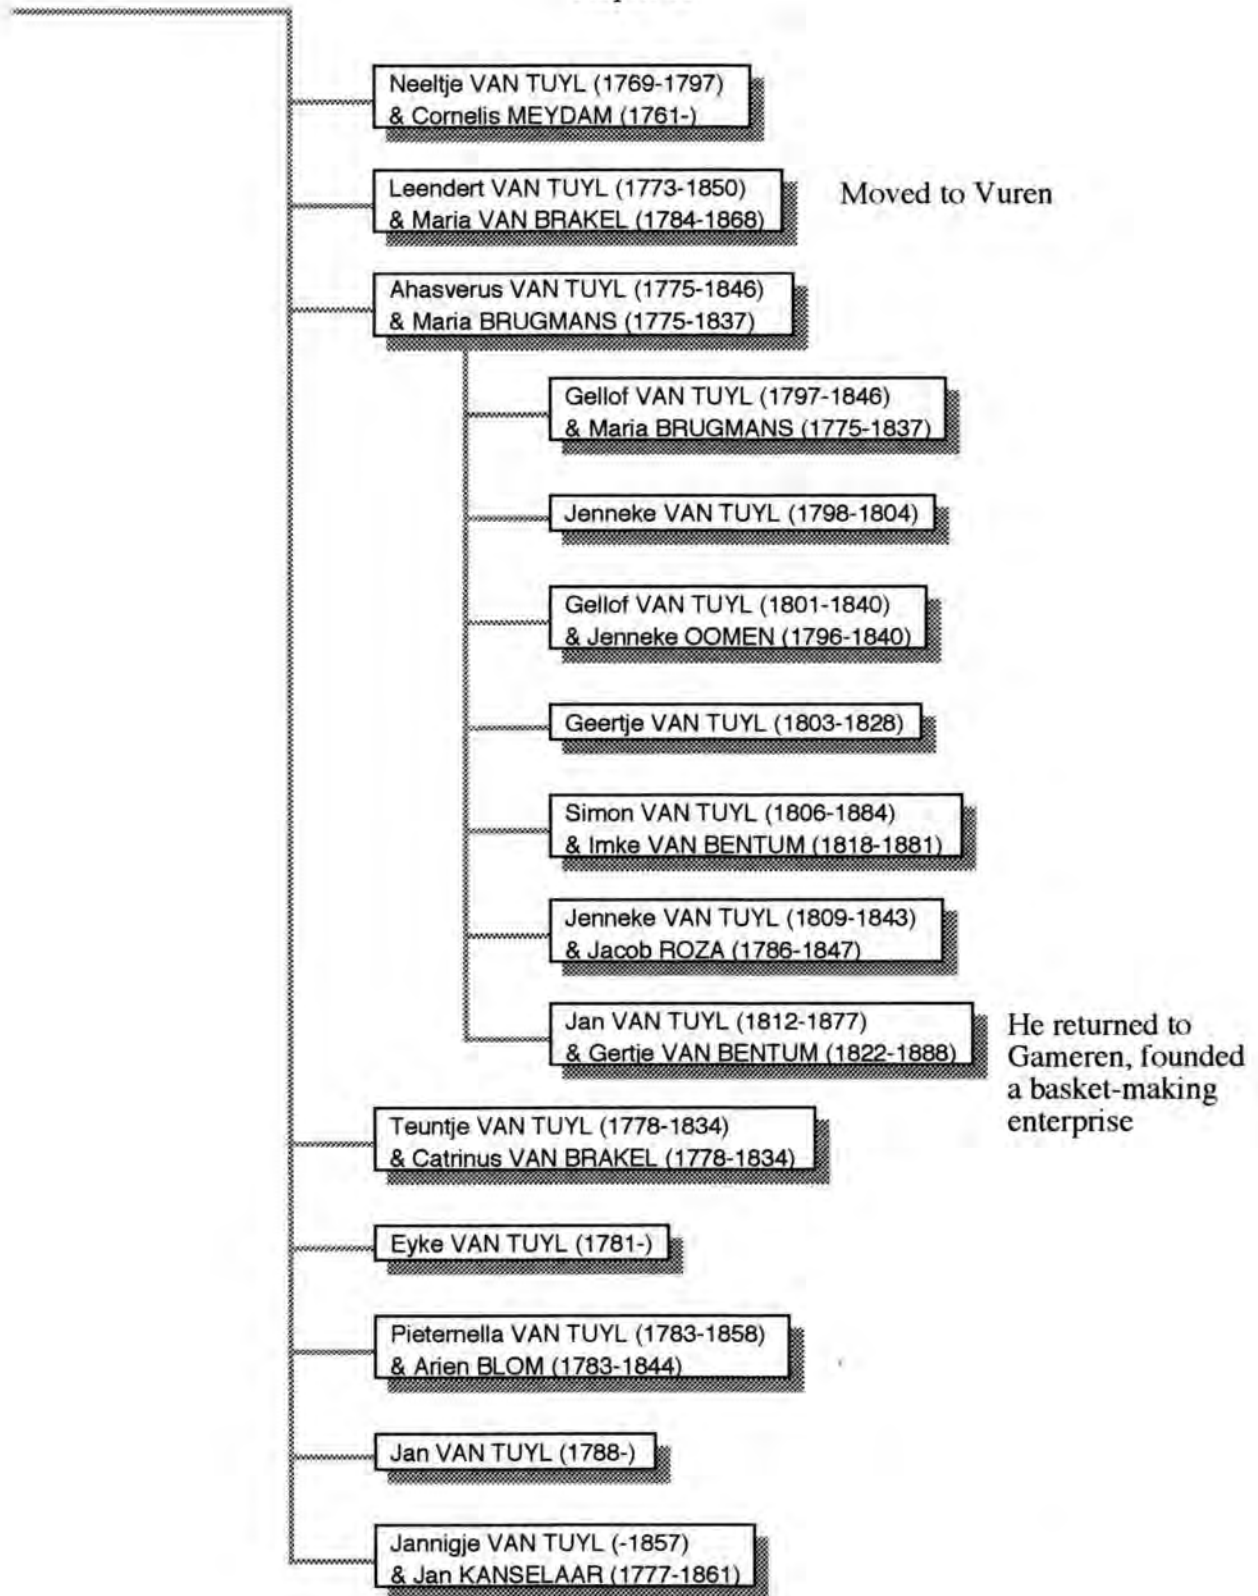 Neeltje VAN TUYL (1769-1797)
& Cornelis MEYDAM (1761-)
Leendert VAN TUYL (1773-1850)
& Maria VAN BRAKEL (1784-1868)
Moved to Vuren
Ahasverus VAN TUYL (1775-1846)
& Maria BRUGMANS (1775-1837)
Gellof VAN TUYL (1797-1846)
& Maria BRUGMANS (1775-1837)
Jenneke VAN TUYL (1798-1804)
Gellof VAN TUYL (1801-1840)
& Jenneke OOMEN (1796-1840)
Geertje VAN TUYL (1803-1828)
Simon VAN TUYL (1806-1884)
& Imke VAN BENTUM (1818-1881)
Jenneke VAN TUYL (1809-1843)
& Jacob ROZA (1786-1847)
Jan VAN TUYL (1812-1877)
& Gertje VAN BENTUM (1822-1888)
He returned to
Gameren, founded
a basket-making
enterprise
Teuntje VAN TUYL (1778-1834)
& Catrinus VAN BRAKEL (1778-1834)
Eyke VAN TUYL (1781-)
Pieternella VAN TUYL (1783-1858)
& Arien BLOM (1783-1844)
Jan VAN TUYL (1788-)
Jannigje VAN TUYL (-1857)
& Jan KANSELAAR (1777-1861)